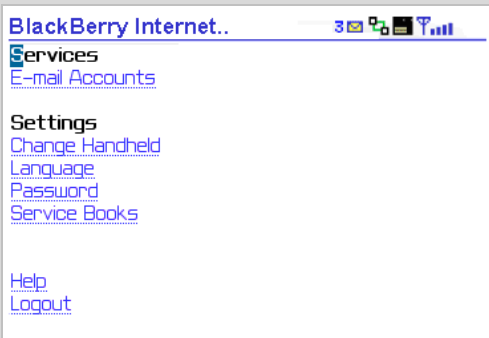 BlackBerry Internet.. 3
Services
E-mail Accounts
Settings
Change Handheld
Language
Password
Service Books
Help
Logout